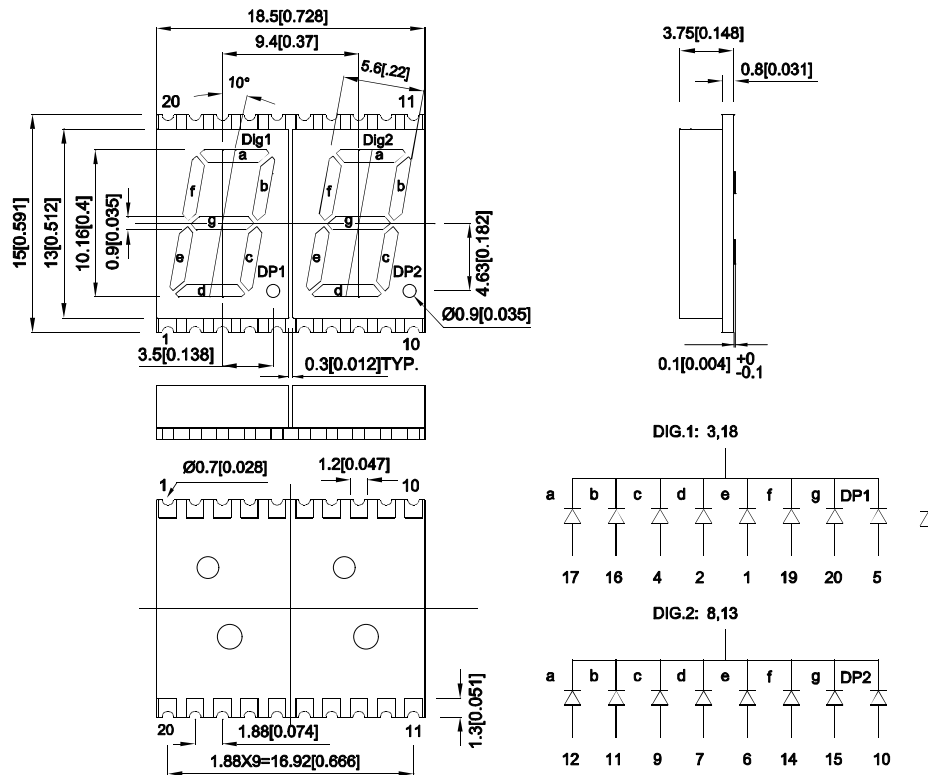 18.5[0.728]
9.4[0.37]
5.6[.22]
10°
20
11
Dig1
Dig2
a
a
f
b
f
b
g
g
e
c
e
c
DP1
DP2
d
d
15[0.591]
13[0.512]
10.16[0.4]
0.9[0.035]
4.63[0.182]
Ø0.9[0.035]
1
10
3.5[0.138]
0.3[0.012]TYP.
3.75[0.148]
0.8[0.031]
0.1[0.004] +0
-0.1
Ø0.7[0.028]
1.2[0.047]
1
10
20
11
1.88[0.074]
1.88X9=16.92[0.666]
1.3[0.051]
DIG.1: 3,18
a b c d e f g DP1
17 16 4 2 1 19 20 5
DIG.2: 8,13
a b c d e f g DP2
12 11 9 7 6 14 15 10